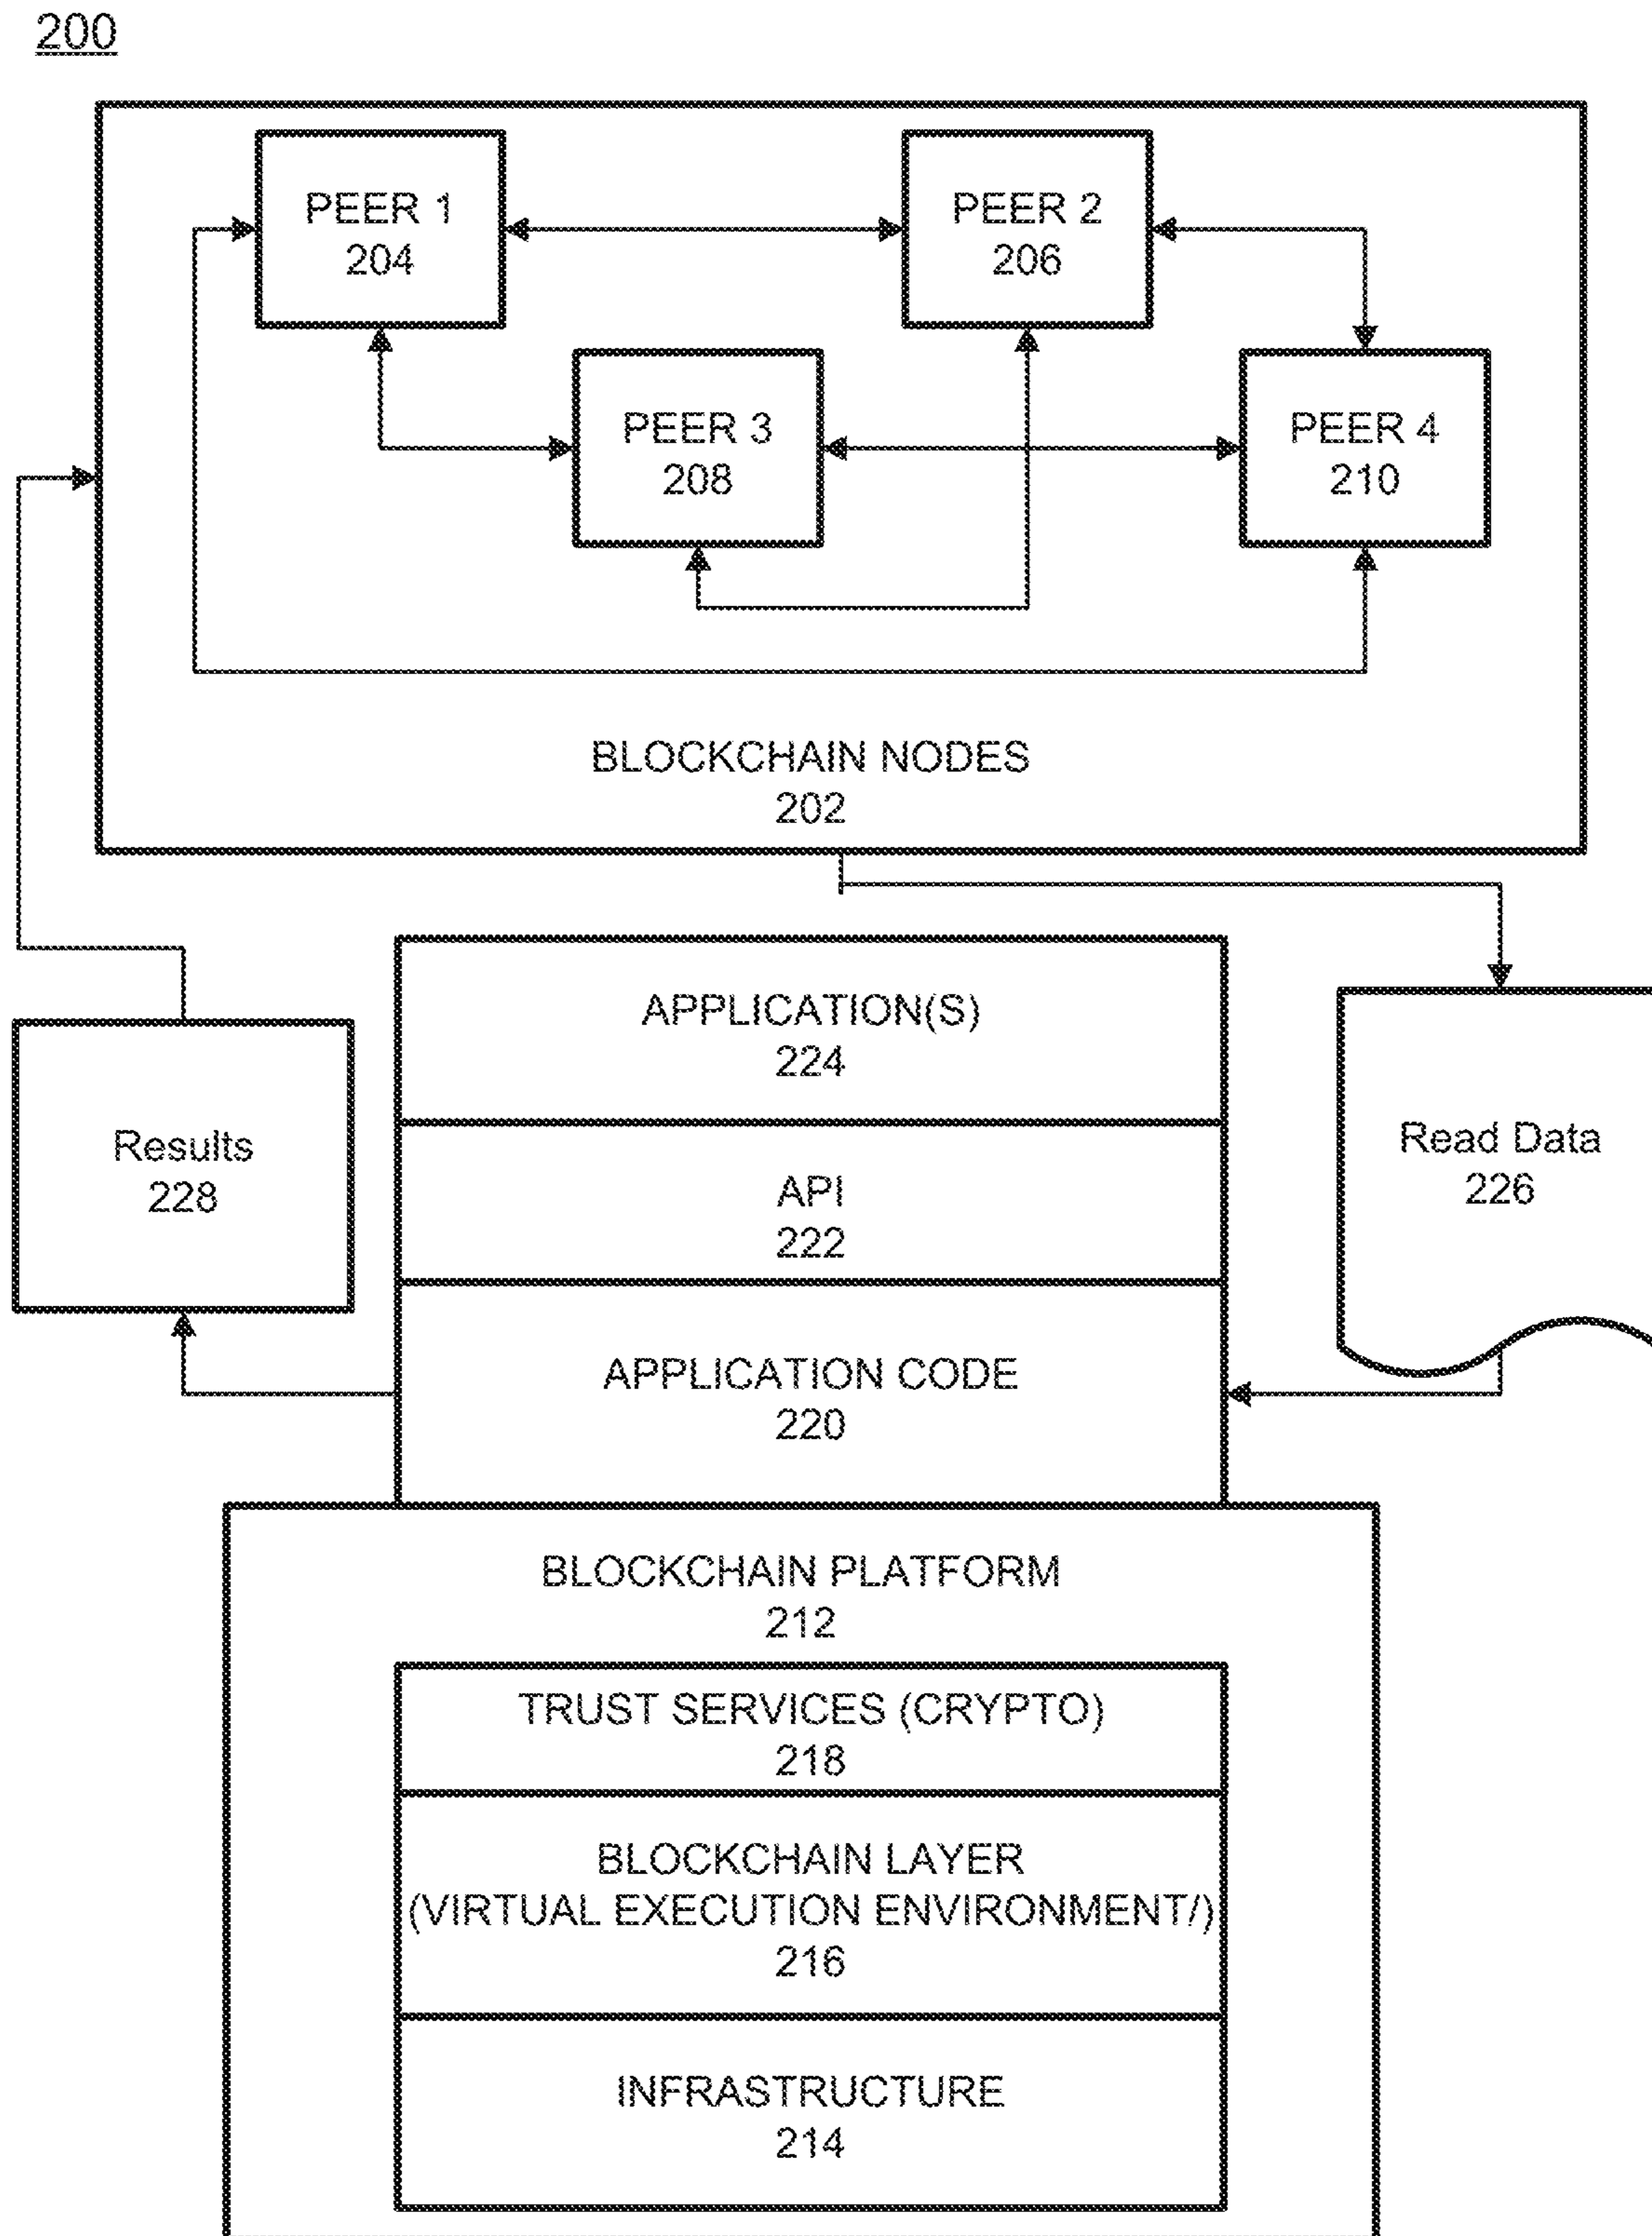 200
PEER 1
204
PEER 2
206
PEER 3
208
PEER 4
210
BLOCKCHAIN NODES
202
APPLICATION(S)
224
Results
228
API
222
Read Data
226
APPLICATION CODE
220
BLOCKCHAIN PLATFORM
212
TRUST SERVICES (CRYPTO)
218
BLOCKCHAIN LAYER
(VIRTUAL EXECUTION ENVIRONMENT/)
216
INFRASTRUCTURE
214